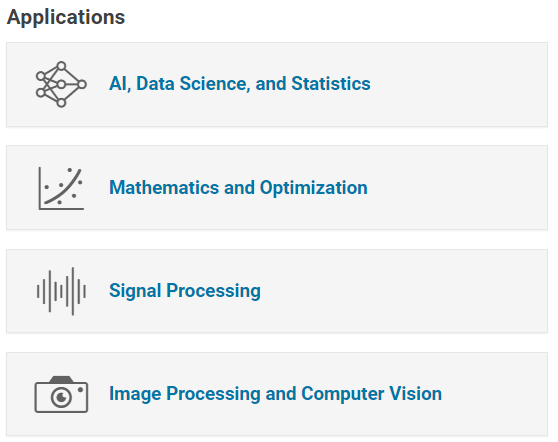 Applications
AI, Data Science, and Statistics
Mathematics and Optimization
Signal Processing
Image Processing and Computer Vision